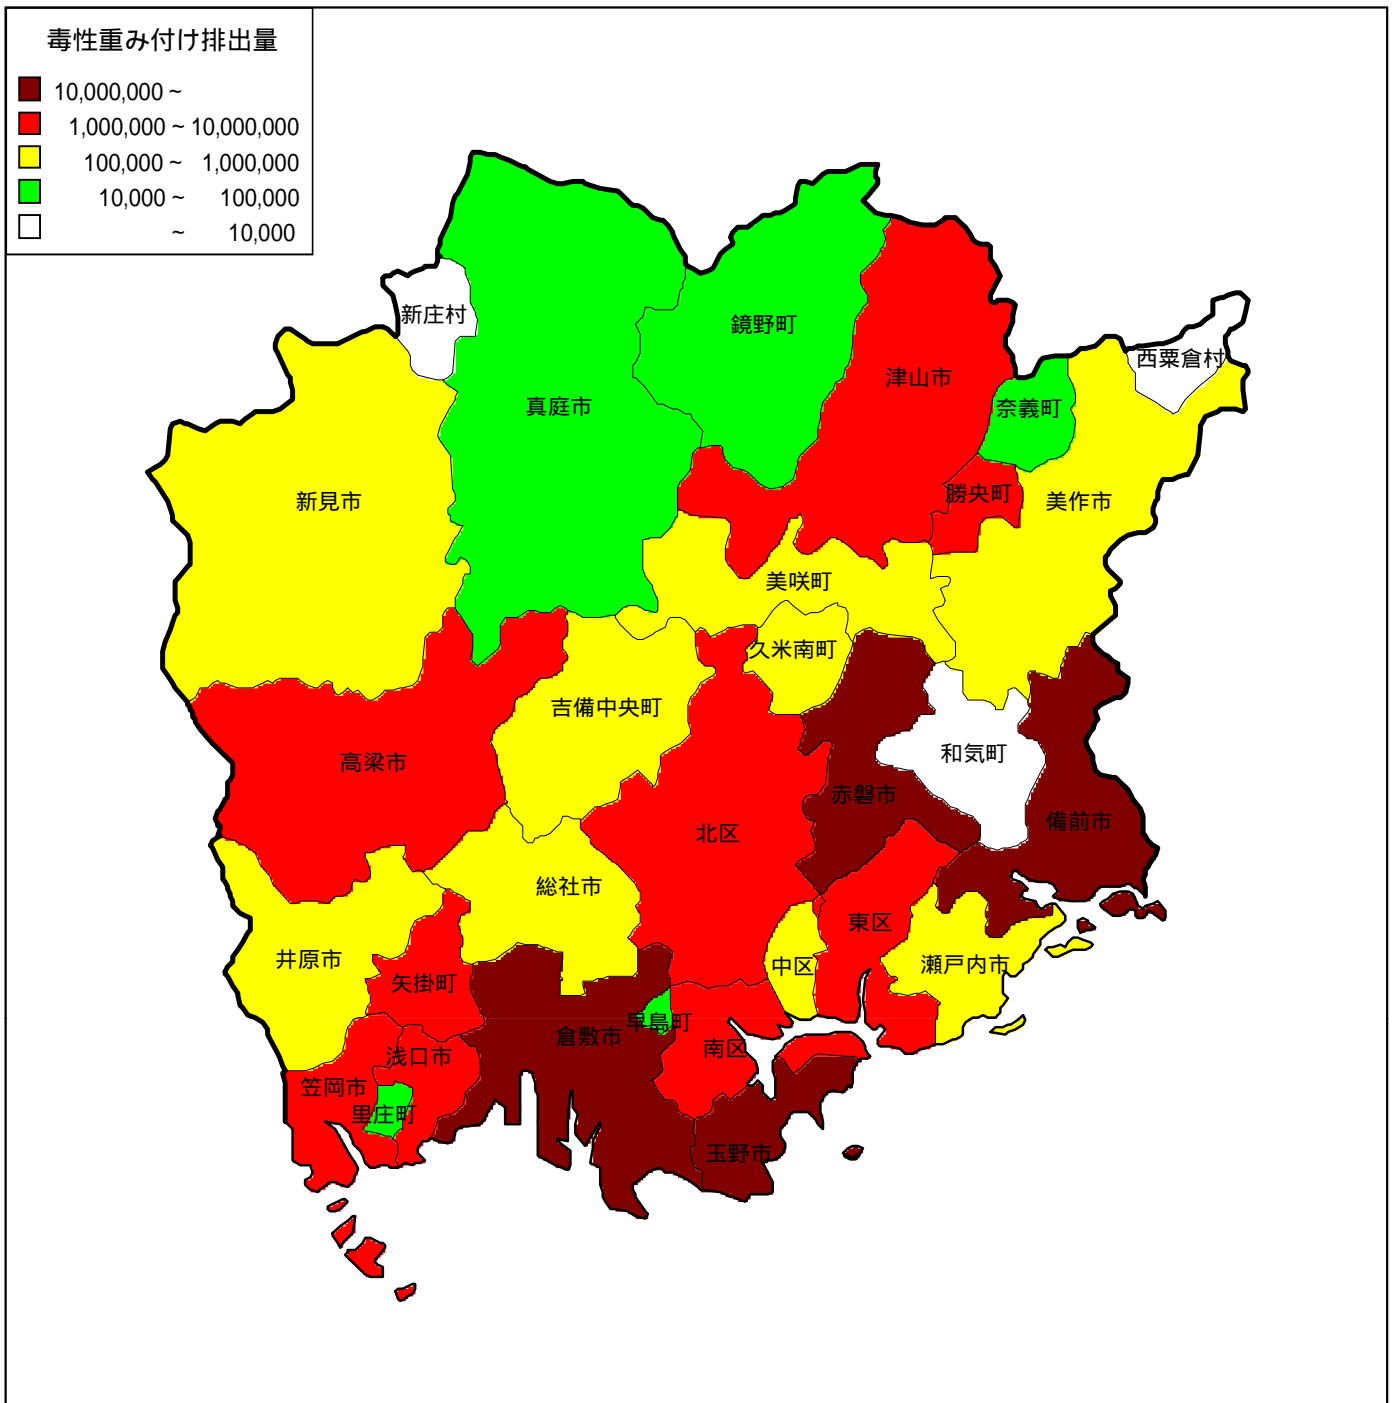 毒性重み付け排出量
10,000,000 ~
1,000,000 ~ 10,000,000
100,000 ~ 1,000,000
10,000 ~ 100,000
~ 10,000
新庄村
鏡野町
西粟倉村
津山市
真庭市
奈義町
新見市
勝央町
美作市
美咲町
久米南町
吉備中央町
和気町
高梁市
赤磐市
備前市
北区
総社市
東区
井原市
中区
瀬戸内市
矢掛町
早島町
倉敷市
南区
浅口市
笠岡市
里庄町
玉野市